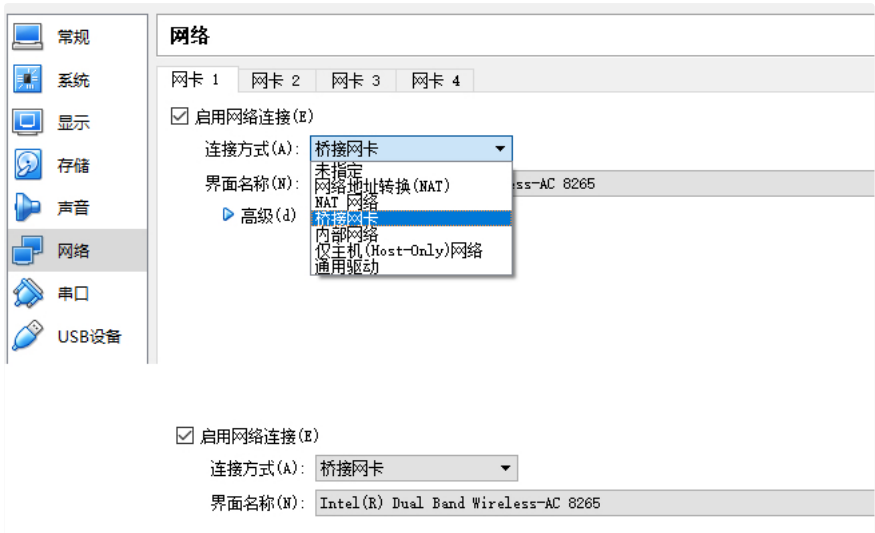 常规
系统
显示
存储
声音
网络
串口
USB设备
网络
网卡 1 网卡 2 网卡 3 网卡 4
启用网络连接(E)
连接方式(A): 桥接网卡
未指定
界面名称(N): 网络地址转换(NAT) ss-AC 8265
NAT 网络
高级(d) 桥接网卡
内部网络
仅主机(Host-Only)网络
通用驱动
启用网络连接(E)
连接方式(A): 桥接网卡
界面名称(N): Intel(R) Dual Band Wireless-AC 8265